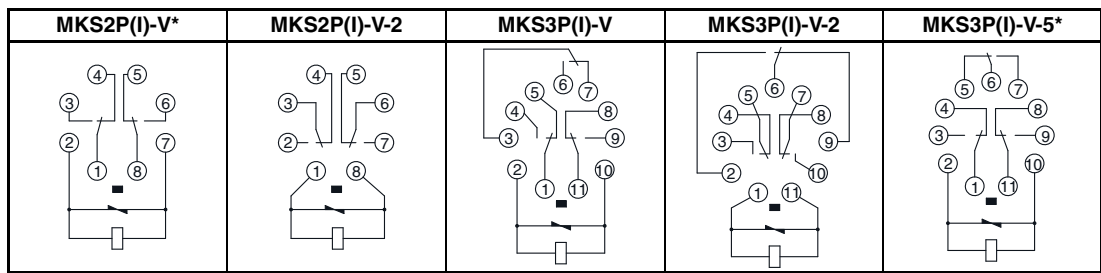 MKS2P(I)-V* MKS2P(I)-V-2 MKS3P(I)-V MKS3P(I)-V-2 MKS3P(I)-V-5*
4 5 3 6 2 7 1 8
4 5 3 6 2 7 1 8
6 7 5 8 4 3 9 2 10 1 11
6 5 7 4 8 3 9 2 10 1 11
5 6 7 4 8 3 9 2 10 1 11